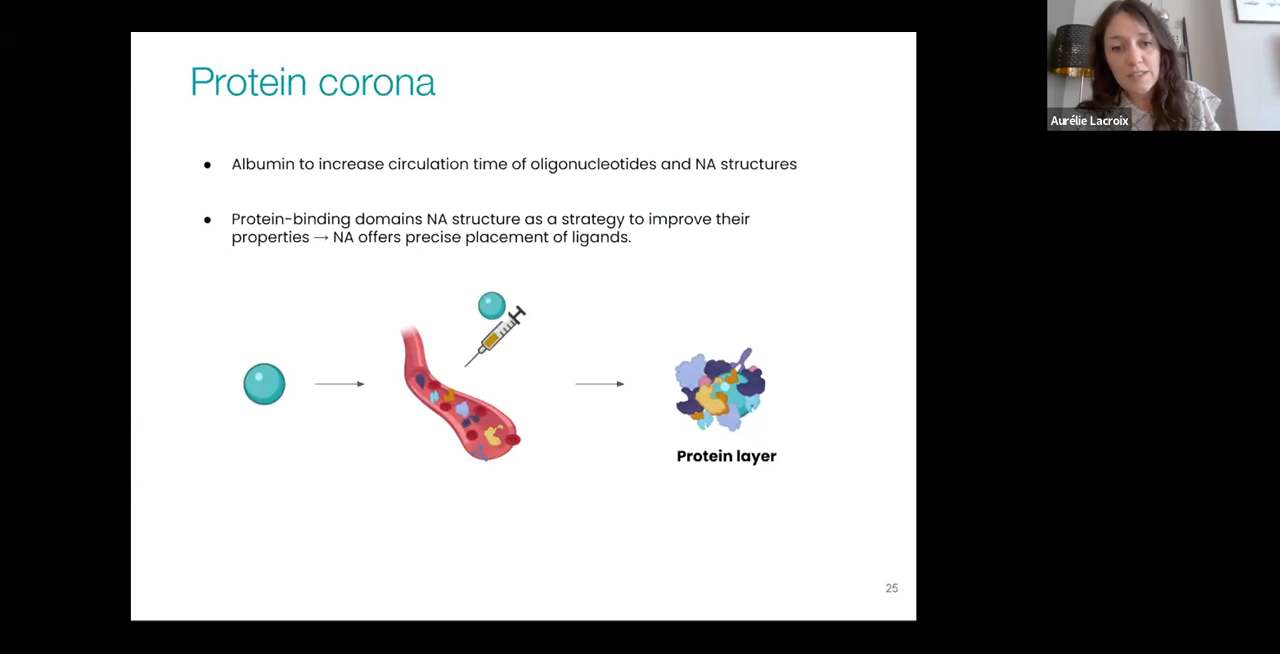 Protein corona
Aurélie Lacroix
● Albumin to increase circulation time of oligonucleotides and NA structures
● Protein-binding domains NA structure as a strategy to improve their
properties → NA offers precise placement of ligands.
Protein layer
25